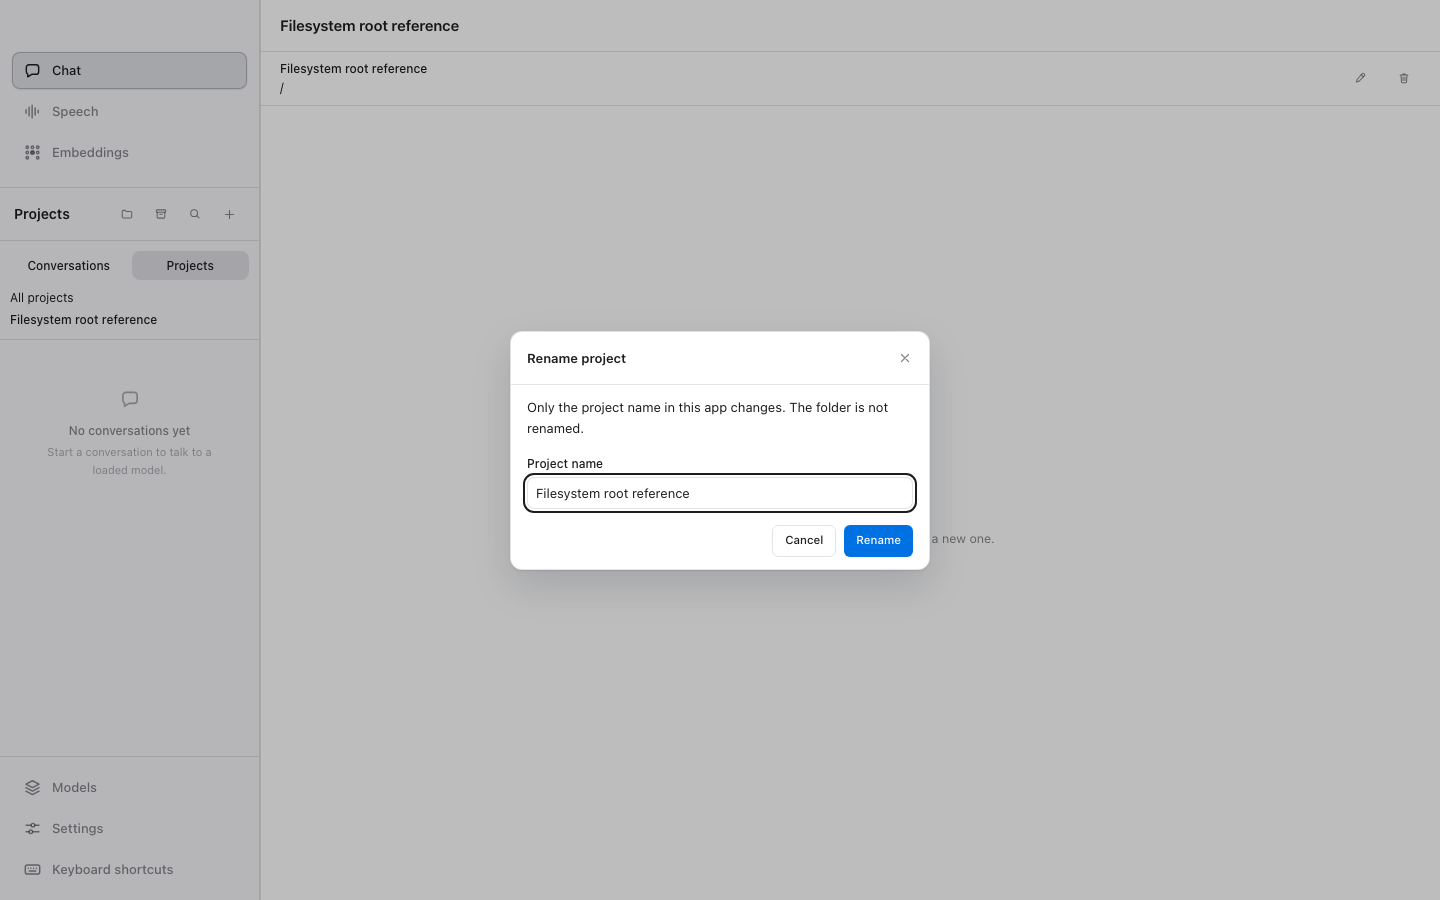 Filesystem root reference
Chat
Filesystem root reference
/
Speech
Embeddings
Projects
Conversations
Projects
All projects
Filesystem root reference
Rename project
Only the project name in this app changes. The folder is not
renamed.
No conversations yet
Start a conversation to talk to a
loaded model.
Project name
Filesystem root reference
Cancel
Rename
a new one.
Models
Settings
Keyboard shortcuts